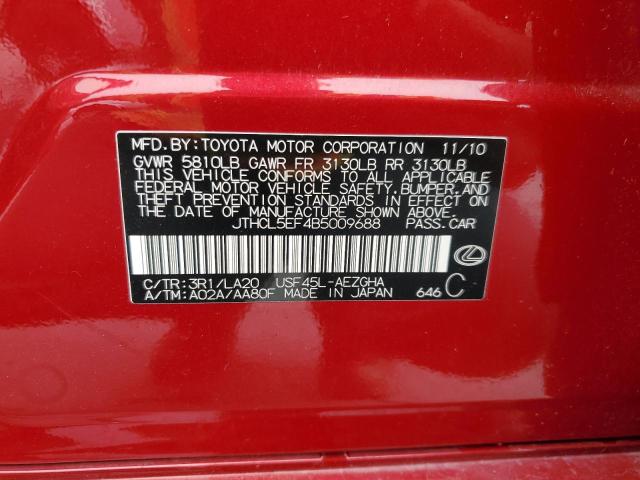 MFD. BY: TOYOTA MOTOR CORPORATION 11/10
GVWR 5810LB GAWR FR 3130LB RR 3130LB
THIS VEHICLE CONFORMS TO ALL APPLICABLE
FEDERAL MOTOR VEHICLE SAFETY, BUMPER, AND
THEFT PREVENTION STANDARDS IN EFFECT ON
THE DATE OF MANUFACTURE SHOWN ABOVE.
JTHCL5EF4B5009688 PASS. CAR
C/TR: 3R1/LA20 USF45L-AEZGHA
A/TM: A02A/AA80F MADE IN JAPAN 646 C